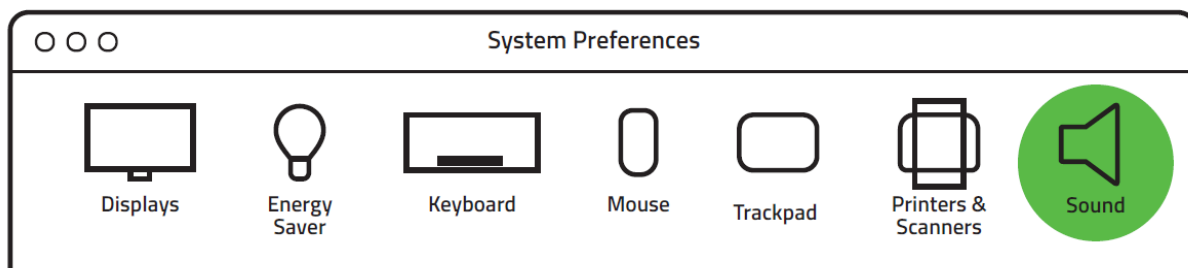 System Preferences
Displays
Energy
Saver
Keyboard
Mouse
Trackpad
Printers &
Scanners
Sound